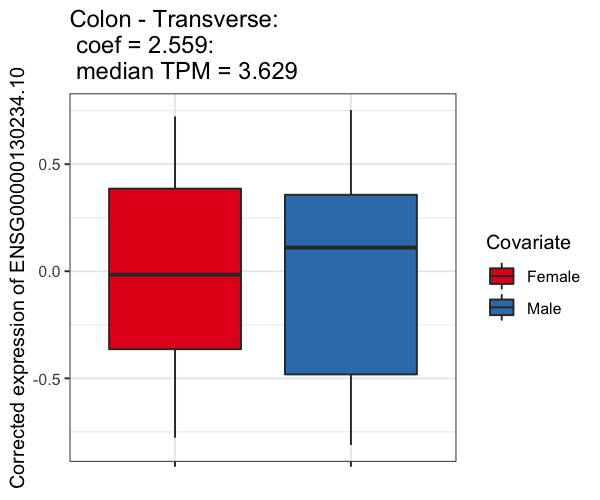 Colon - Transverse:
coef = 2.559:
median TPM = 3.629
Corrected expression of ENSG00000130234.10
0.5
0.0
-0.5
Covariate
Female
Male